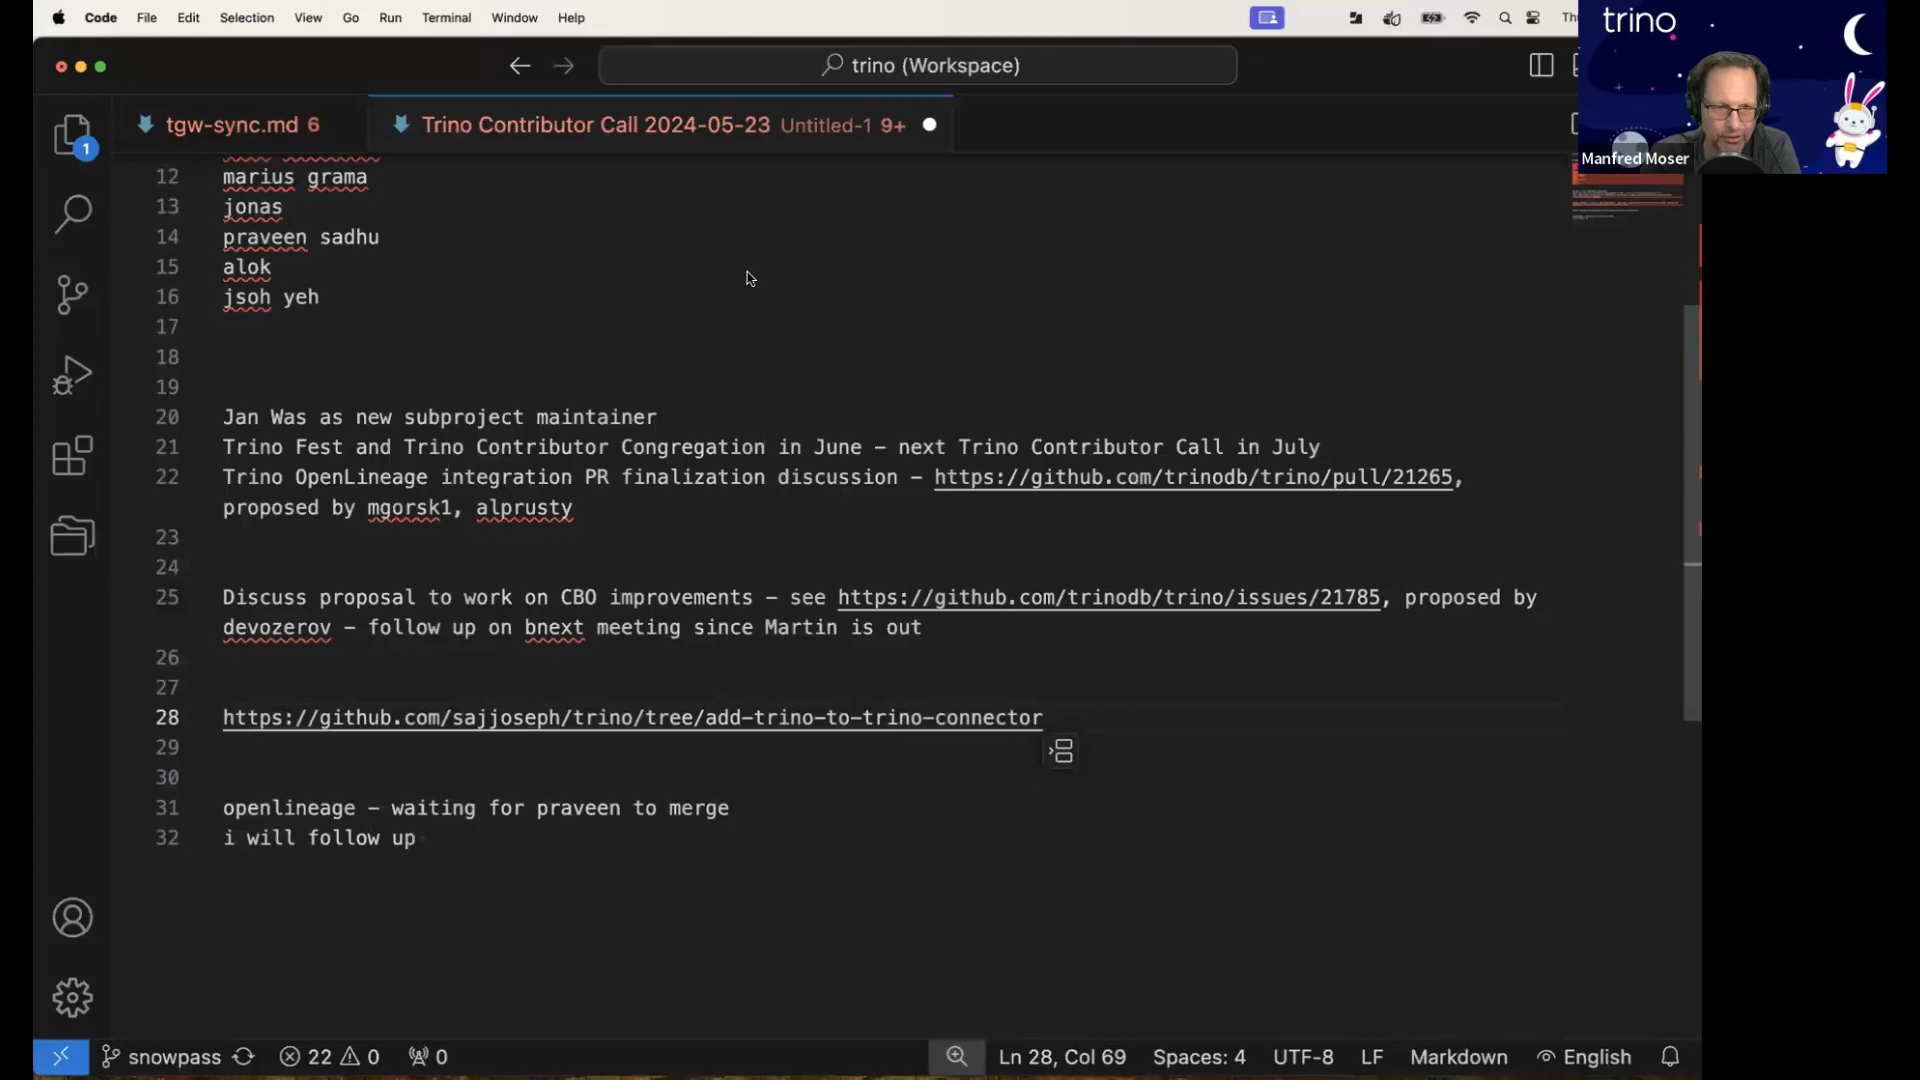 Code File Edit Selection View Go Run Terminal Window Help
trino
trino (Workspace)
tgw-sync.md 6
Trino Contributor Call 2024-05-23 Untitled-1 9+
Manfred Moser
1
12 marius grama
13 jonas
14 praveen sadhu
15 alok
16 jsoh yeh
17
18
19
20 Jan Was as new subproject maintainer
21 Trino Fest and Trino Contributor Congregation in June – next Trino Contributor Call in July
22 Trino OpenLineage integration PR finalization discussion – https://github.com/trinodb/trino/pull/21265,
proposed by mgorsk1, alprusty
23
24
25 Discuss proposal to work on CBO improvements – see https://github.com/trinodb/trino/issues/21785, proposed by
devozerov – follow up on bnext meeting since Martin is out
26
27
28 https://github.com/sajjoseph/trino/tree/add-trino-to-trino-connector
29
30
31 openlineage – waiting for praveen to merge
32 i will follow up
snowpass 22 0 0 Ln 28, Col 69 Spaces: 4 UTF-8 LF Markdown English